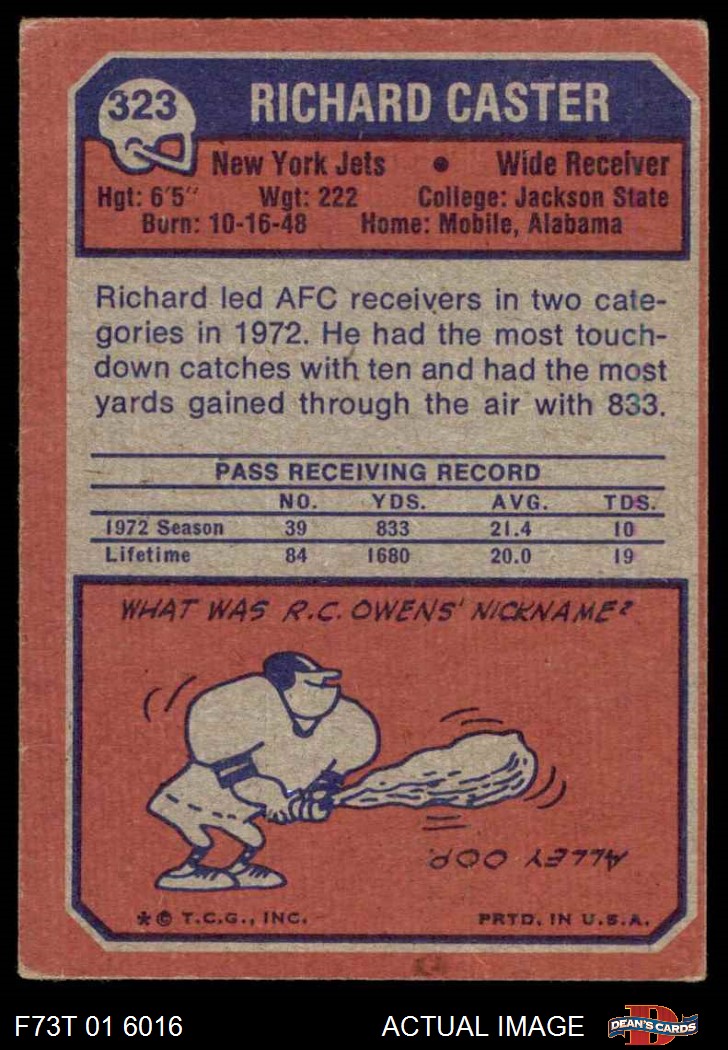 323
RICHARD CASTER
New York Jets • Wide Receiver
Hgt: 6'5" Wgt: 222 College: Jackson State
Born: 10-16-48 Home: Mobile, Alabama
Richard led AFC receivers in two cate-
gories in 1972. He had the most touch-
down catches with ten and had the most
yards gained through the air with 833.
PASS RECEIVING RECORD
NO. YDS. AVG. TDS.
1972 Season 39 833 21.4 10
Lifetime 84 1680 20.0 19
WHAT WAS R.C. OWENS' NICKNAME?
ALLEY OOP.
* © T.C.G., INC. PRTD. IN U.S.A.
F73T 01 6016 ACTUAL IMAGE
D
DEAN'S CARDS